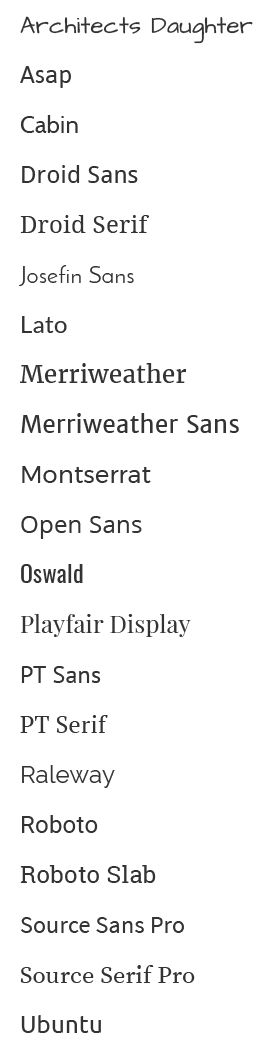 Architects Daughter
Asap
Cabin
Droid Sans
Droid Serif
Josefin Sans
Lato
Merriweather
Merriweather Sans
Montserrat
Open Sans
Oswald
Playfair Display
PT Sans
PT Serif
Raleway
Roboto
Roboto Slab
Source Sans Pro
Source Serif Pro
Ubuntu